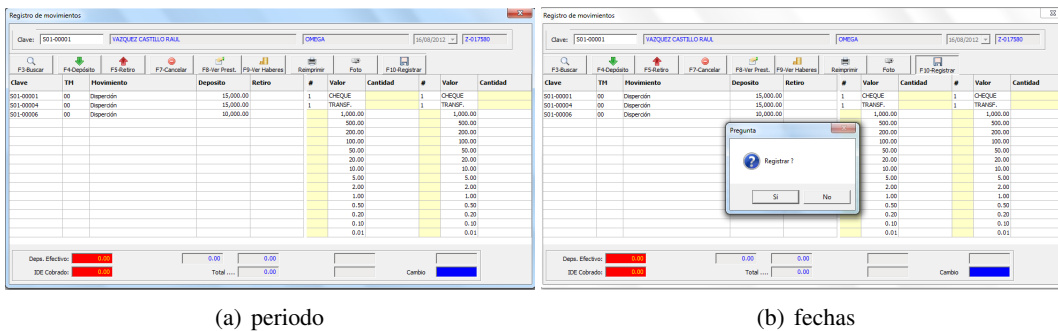 Registro de movimientos
Clave: S01-00001 VAZQUEZ CASTILLO RAUL OMEGA 16/08/2012 Z-017580
F3-Buscar F4-Depósito F5-Retiro F7-Cancelar F8-Ver Prest. F9-Ver Haberes Reimprimir Foto F10-Registrar
Clave TM Movimiento Deposito Retiro # Valor Cantidad # Valor Cantidad
S01-00001 00 Disperción 15,000.00 1 CHEQUE 1 CHEQUE
S01-00004 00 Disperción 15,000.00 1 TRANSF. 1 TRANSF.
S01-00006 00 Disperción 10,000.00 1,000.00 1,000.00
500.00 500.00
200.00 200.00
100.00 100.00
50.00 50.00
20.00 20.00
10.00 10.00
5.00 5.00
2.00 2.00
1.00 1.00
0.50 0.50
0.20 0.20
0.10 0.10
0.01 0.01
Deps. Efectivo: 0.00 0.00 0.00
IDE Cobrado: 0.00 Total .... 0.00 Cambio
(a) periodo
Registro de movimientos
Clave: S01-00001 VAZQUEZ CASTILLO RAUL OMEGA 16/08/2012 Z-017580
F3-Buscar F4-Depósito F5-Retiro F7-Cancelar F8-Ver Prest. F9-Ver Haberes Reimprimir Foto F10-Registrar
Clave TM Movimiento Deposito Retiro # Valor Cantidad # Valor Cantidad
S01-00001 00 Disperción 15,000.00 1 CHEQUE 1 CHEQUE
S01-00004 00 Disperción 15,000.00 1 TRANSF. 1 TRANSF.
S01-00006 00 Disperción 10,000.00 1,000.00 1,000.00
500.00 500.00
200.00 200.00
100.00 100.00
50.00 50.00
20.00 20.00
10.00 10.00
5.00 5.00
2.00 2.00
1.00 1.00
0.50 0.50
0.20 0.20
0.10 0.10
0.01 0.01
Pregunta
Registrar ?
Sí No
Deps. Efectivo: 0.00 0.00 0.00
IDE Cobrado: 0.00 Total .... 0.00 Cambio
(b) fechas